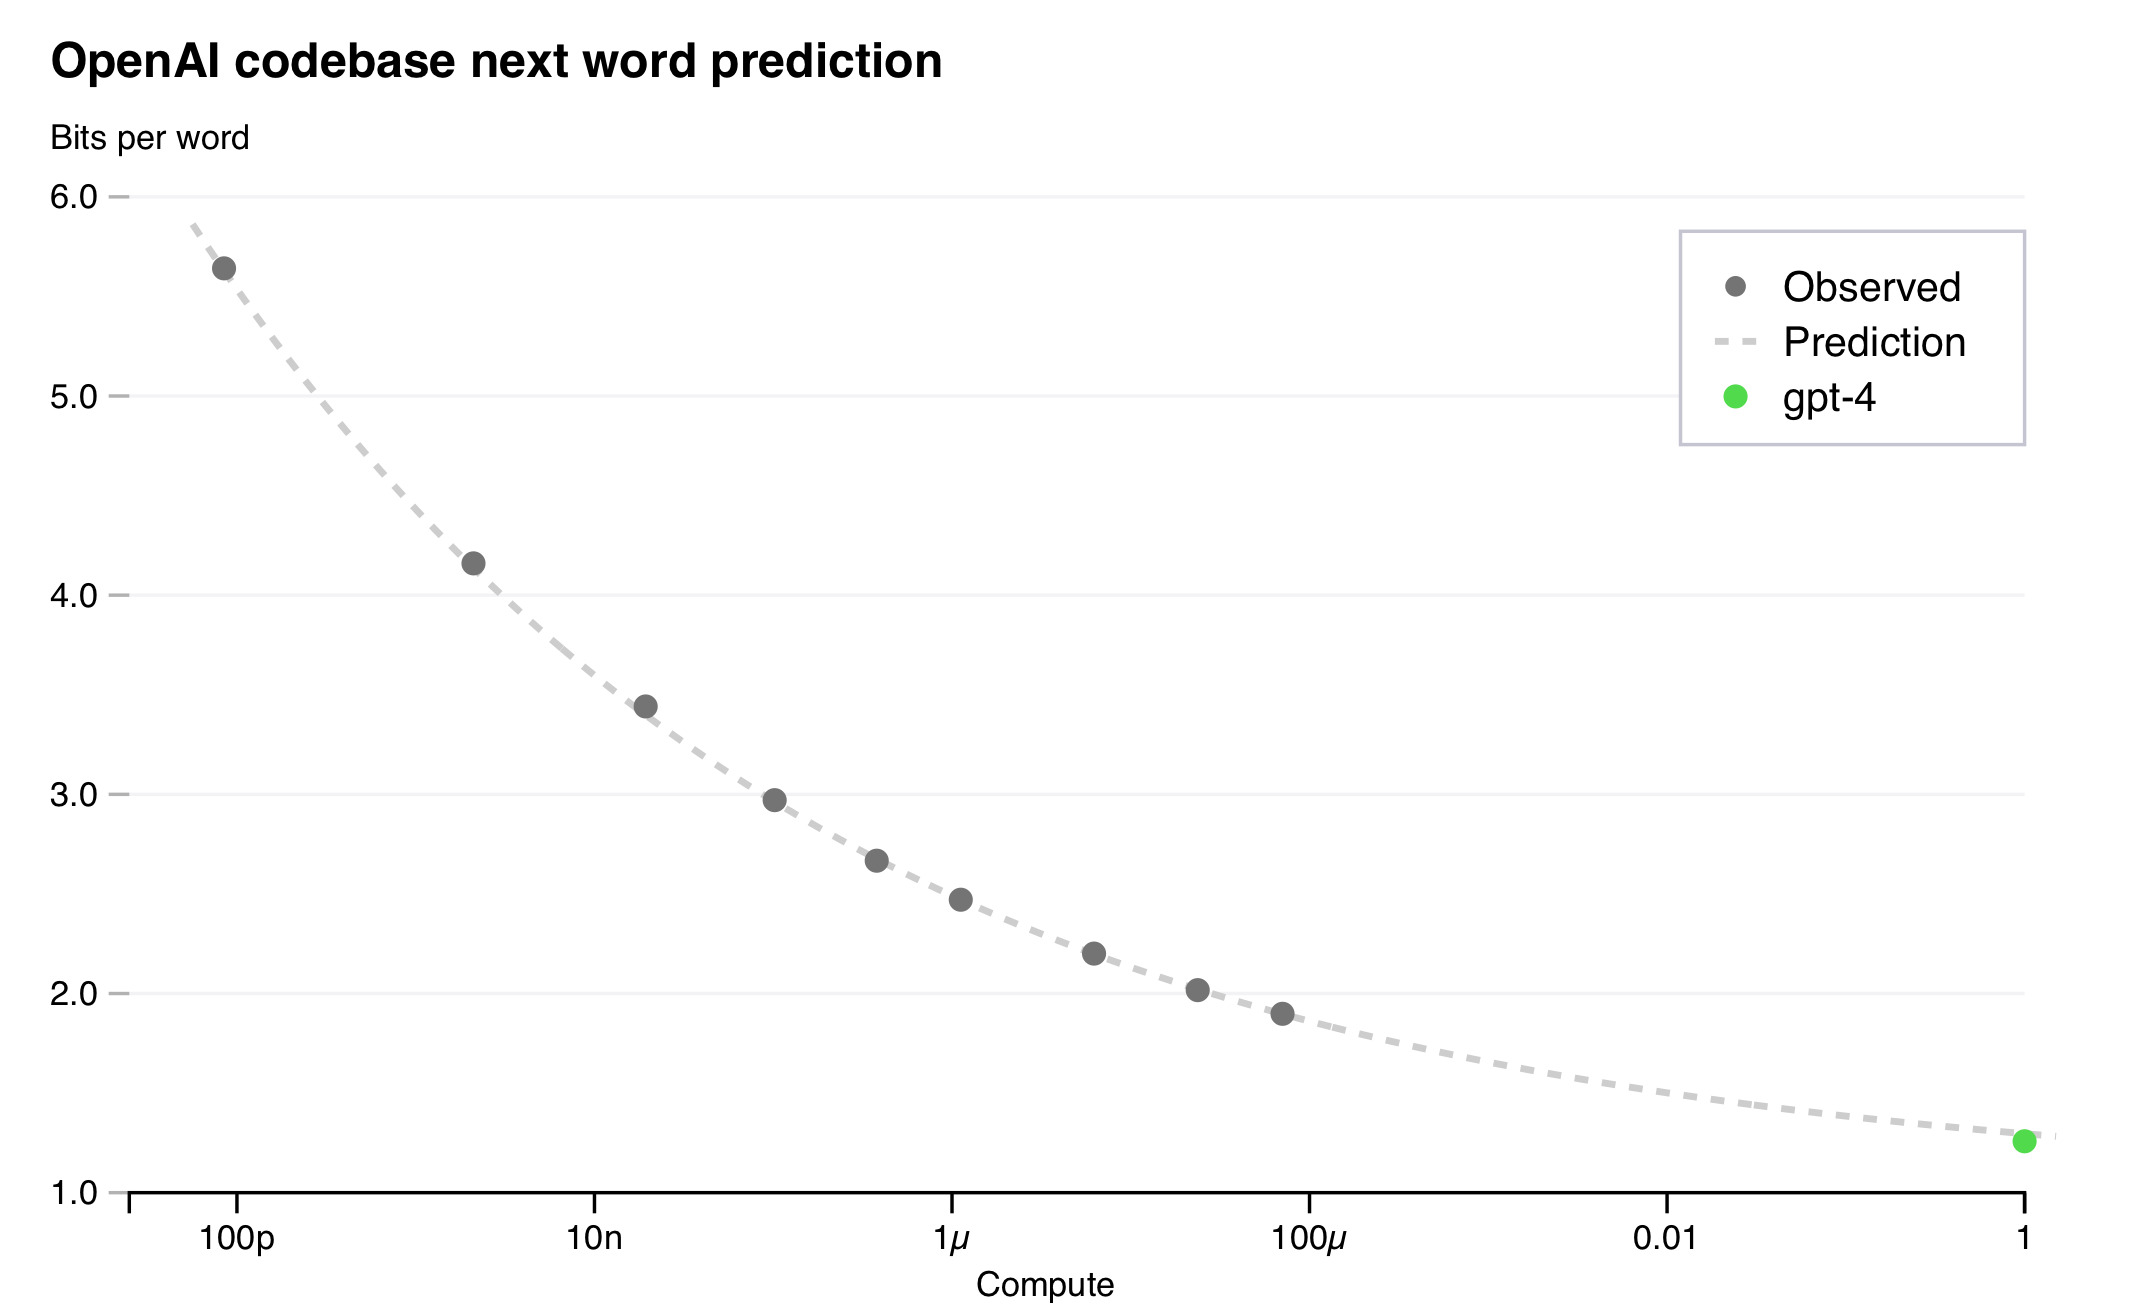 OpenAI codebase next word prediction
Bits per word
6.0
5.0
4.0
3.0
2.0
1.0
Observed
Prediction
gpt-4
100p
10n
1µ
100µ
0.01
1
Compute